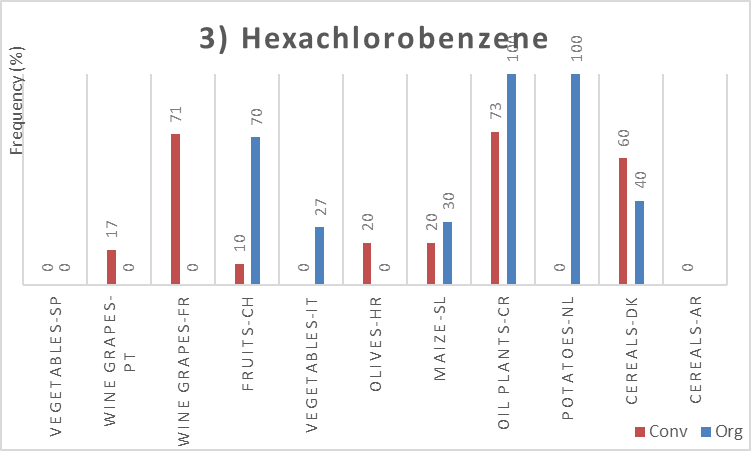 3) Hexachlorobenzene
Frequency (%)
0
0
17
0
71
0
10
70
0
27
20
0
20
30
73
100
0
100
60
40
0
VEGETABLES-SP
WINE GRAPES-
PT
WINE GRAPES-FR
FRUITS-CH
VEGETABLES-IT
OLIVES-HR
MAIZE-SL
OIL PLANTS-CR
POTATOES-NL
CEREALS-DK
CEREALS-AR
Conv Org